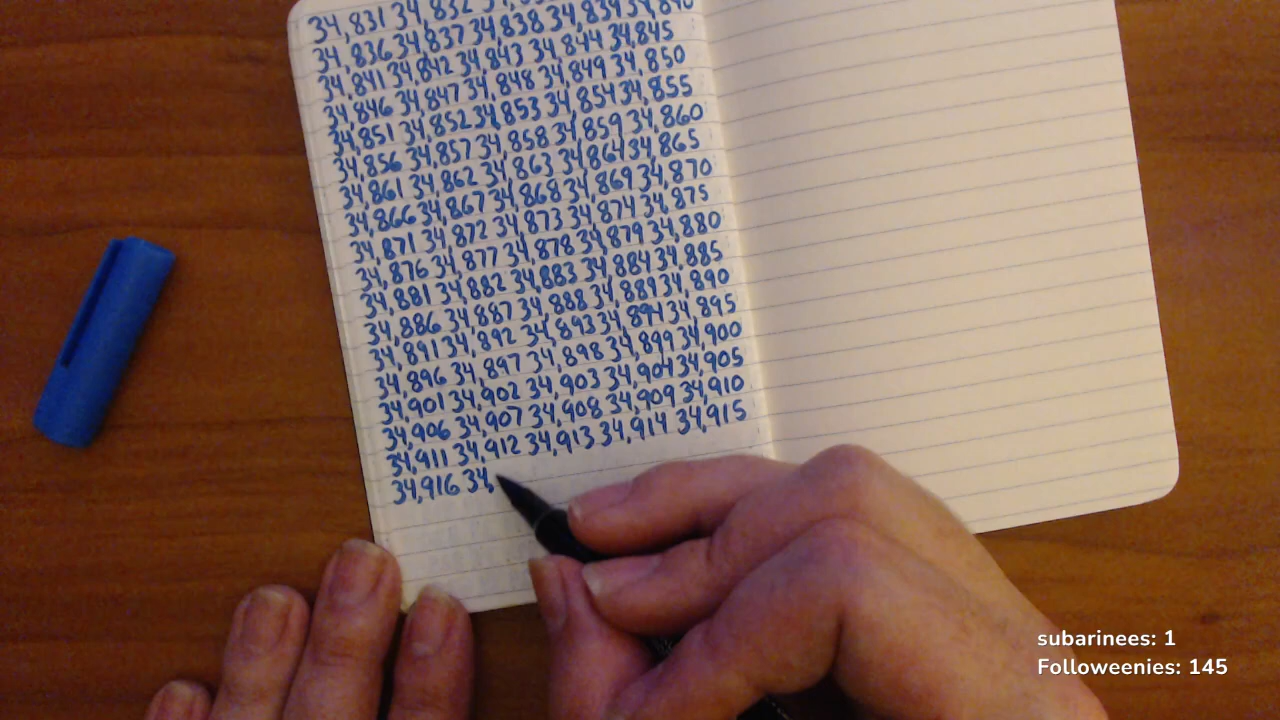 34,831 34,832
34,836 34,837 34,838 34,839 34,840
34,841 34,842 34,843 34,844 34,845
34,846 34,847 34,848 34,849 34,850
34,851 34,852 34,853 34,854 34,855
34,856 34,857 34,858 34,859 34,860
34,861 34,862 34,863 34,864 34,865
34,866 34,867 34,868 34,869 34,870
34,871 34,872 34,873 34,874 34,875
34,876 34,877 34,878 34,879 34,880
34,881 34,882 34,883 34,884 34,885
34,886 34,887 34,888 34,889 34,890
34,891 34,892 34,893 34,894 34,895
34,896 34,897 34,898 34,899 34,900
34,901 34,902 34,903 34,904 34,905
34,906 34,907 34,908 34,909 34,910
34,911 34,912 34,913 34,914 34,915
34,916 34,
subarinees: 1
Followeenies: 145